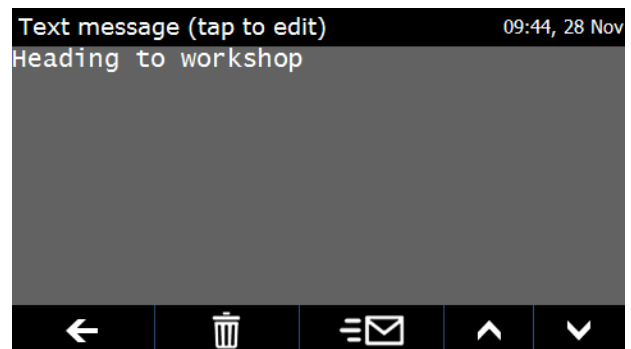 Text message (tap to edit) 09:44, 28 Nov
Heading to workshop